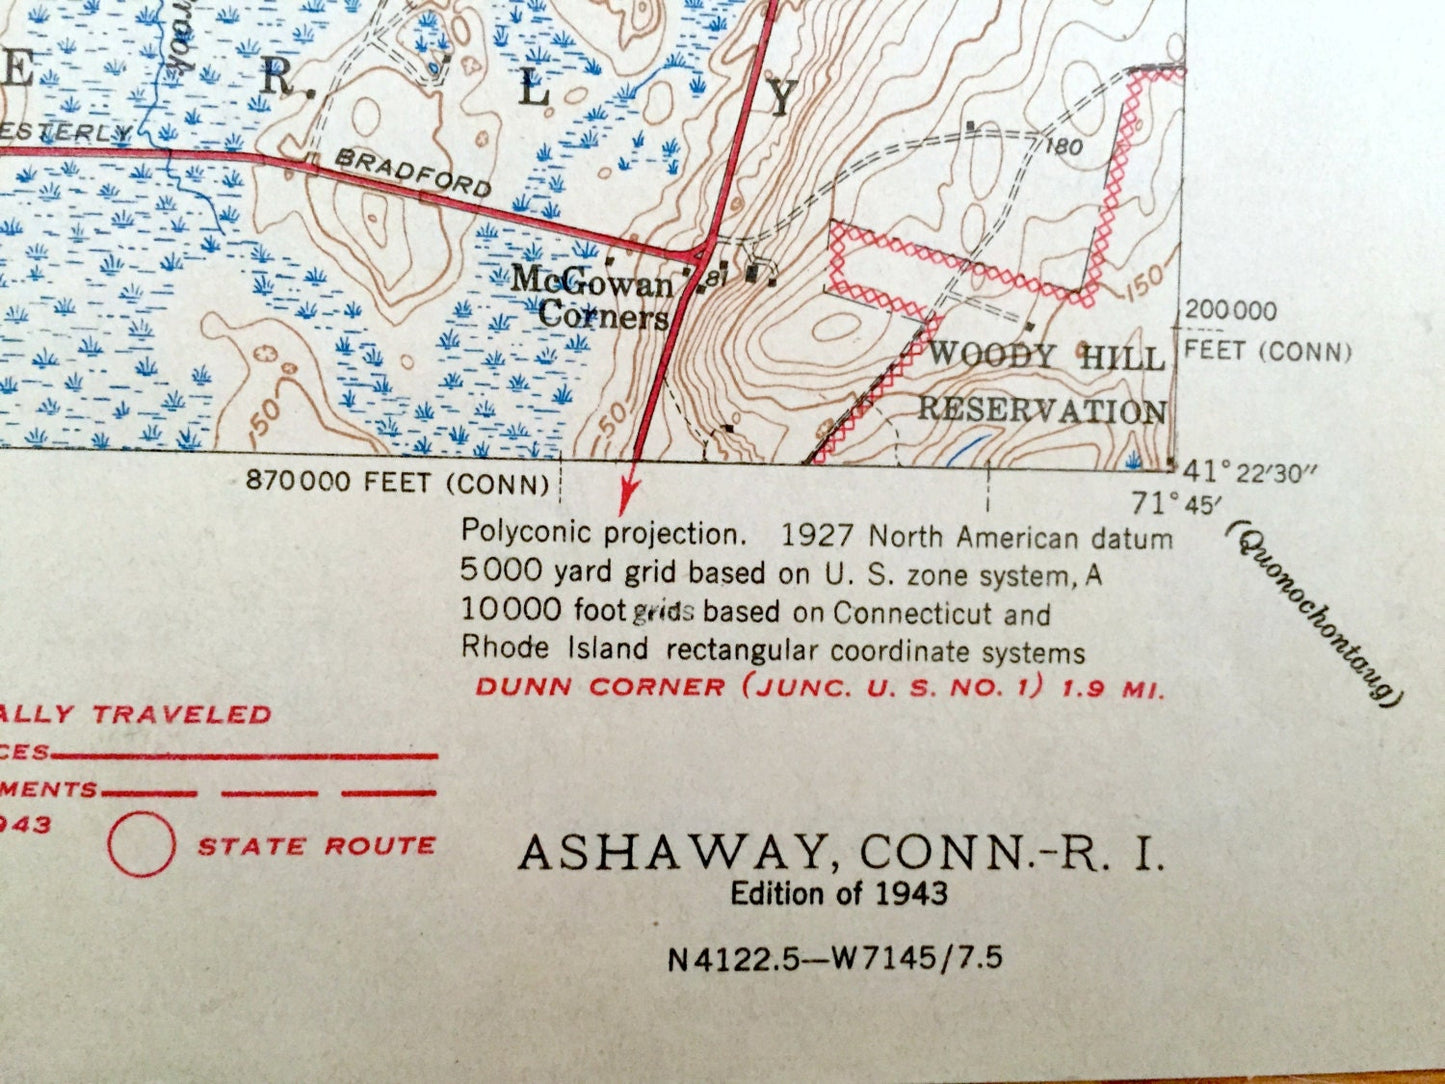 E R. L Y
ESTERLY
BRADFORD
180
McGowan
Corners
81
150
200000
FEET (CONN)
WOODY HILL
RESERVATION
150
150
870000 FEET (CONN)
41°22′30″
71°45′
(Quonochontaug)
Polyconic projection. 1927 North American datum
5000 yard grid based on U. S. zone system, A
10000 foot grids based on Connecticut and
Rhode Island rectangular coordinate systems
DUNN CORNER (JUNC. U. S. NO. 1) 1.9 MI.
ALLY TRAVELED
CES
MENTS
943
STATE ROUTE
ASHAWAY, CONN.-R. I.
Edition of 1943
N4122.5—W7145/7.5